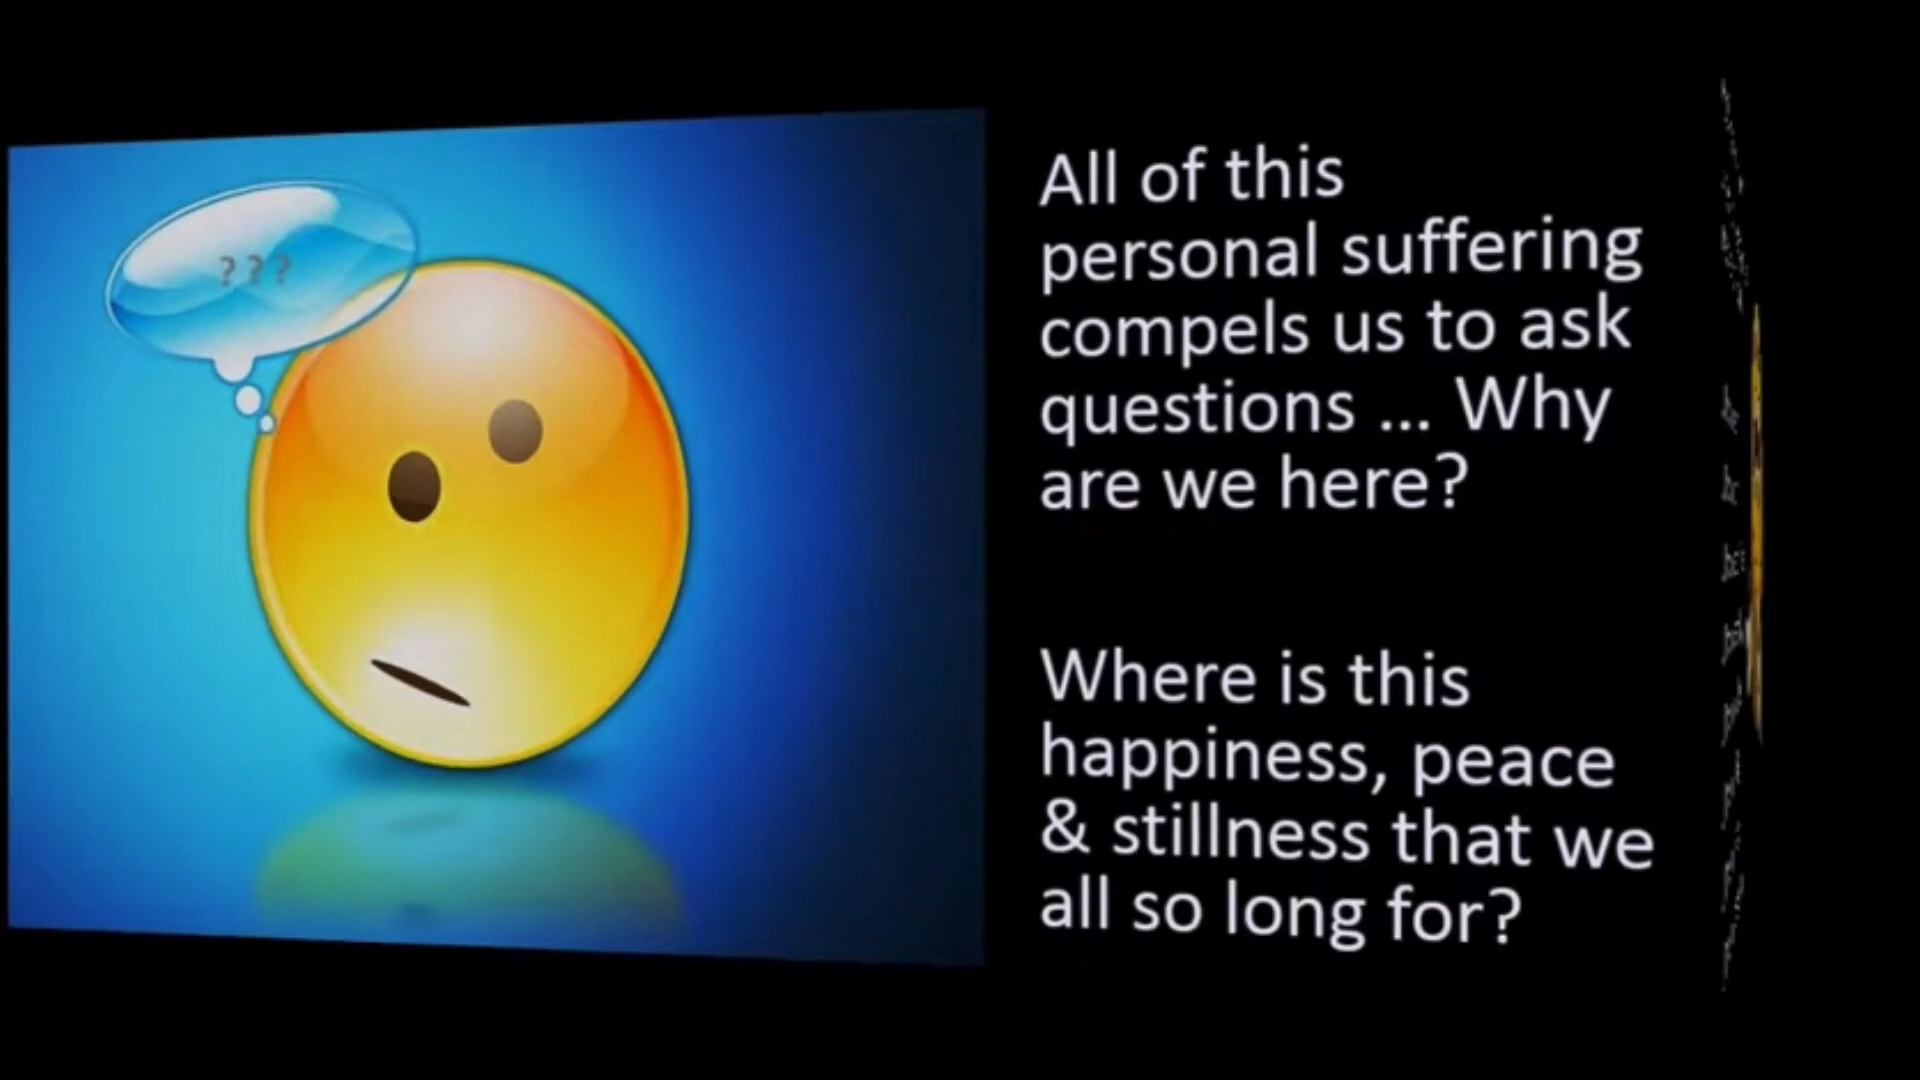 ???
All of this
personal suffering
compels us to ask
questions ... Why
are we here?
Where is this
happiness, peace
& stillness that we
all so long for?